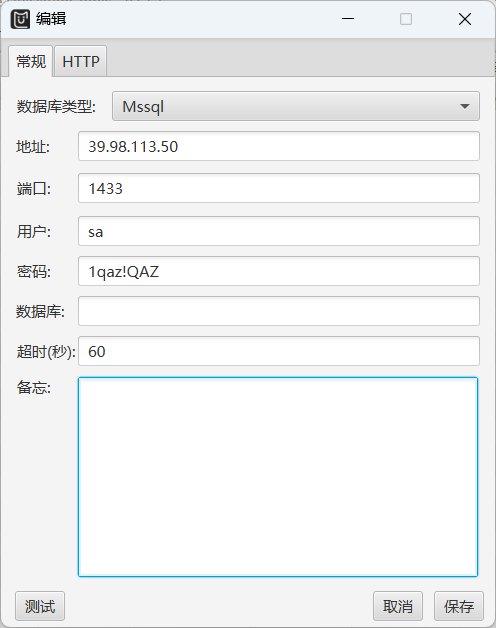 编辑
常规 HTTP
数据库类型: Mssql
地址: 39.98.113.50
端口: 1433
用户: sa
密码: 1qaz!QAZ
数据库:
超时(秒): 60
备忘:
测试 取消 保存